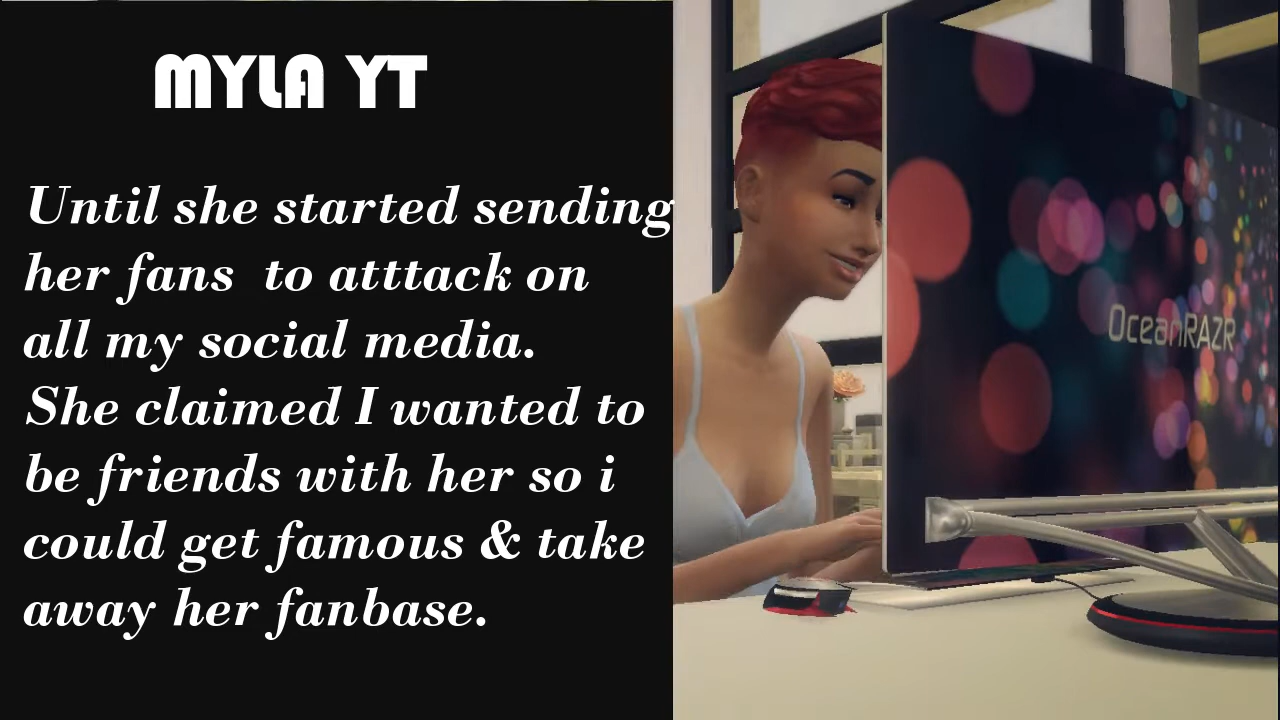 MYLA YT
Until she started sending
her fans  to atttack on
all my social media.
She claimed I wanted to
be friends with her so i
could get famous & take
away her fanbase.
OceanRAZR